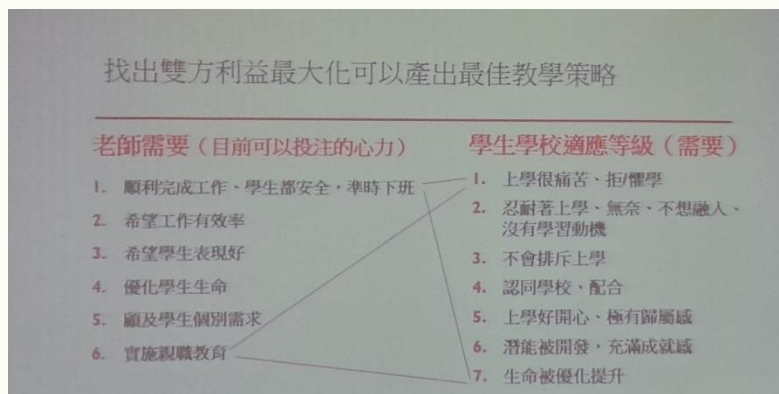 找出雙方利益最大化可以產出最佳教學策略
老師需要（目前可以投注的心力）
1. 順利完成工作、學生都安全，準時下班
2. 希望工作有效率
3. 希望學生表現好
4. 優化學生生命
5. 顧及學生個別需求
6. 實施親職教育
學生學校適應等級（需要）
1. 上學很痛苦、拒/懼學
2. 忍耐著上學、無奈、不想融人、
沒有學習動機
3. 不會排斥上學
4. 認同學校、配合
5. 上學好開心、極有歸屬感
6. 潛能被開發，充滿成就感
7. 生命被優化提升